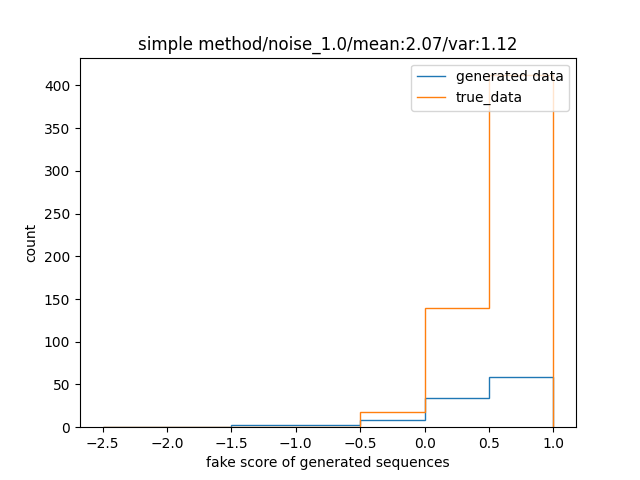 simple method/noise_1.0/mean:2.07/var:1.12
generated data
true_data
400
350
300
250
200
150
100
50
0
count
−2.5 −2.0 −1.5 −1.0 −0.5 0.0 0.5 1.0
fake score of generated sequences